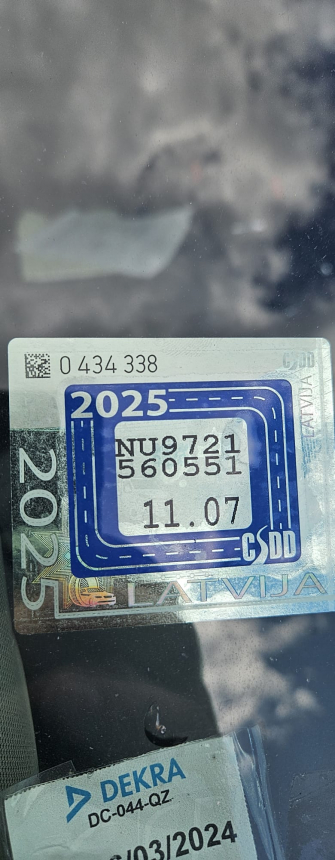 0 434 338
CSDD
LATVIJA
2025
NU9721
560551
11.07
CSDD
2025
LATVIJA
DEKRA
DC-044-QZ
/03/2024